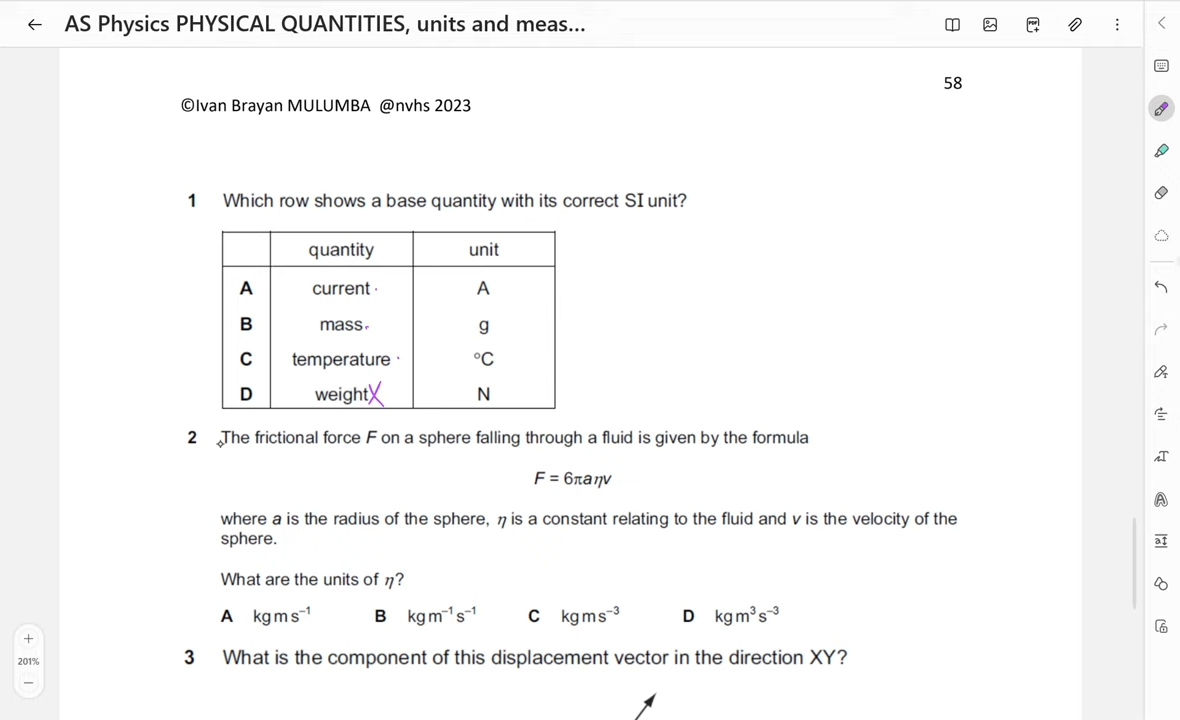 AS Physics PHYSICAL QUANTITIES, units and meas...
58
©Ivan Brayan MULUMBA @nvhs 2023
1 Which row shows a base quantity with its correct SI unit?
quantity unit
A current A
B mass g
C temperature °C
D weight N
2 The frictional force F on a sphere falling through a fluid is given by the formula
F = 6πaηv
where a is the radius of the sphere, η is a constant relating to the fluid and v is the velocity of the
sphere.
What are the units of η?
A kg m s⁻¹ B kg m⁻¹ s⁻¹ C kg m s⁻³ D kg m³ s⁻³
3 What is the component of this displacement vector in the direction XY?
201%